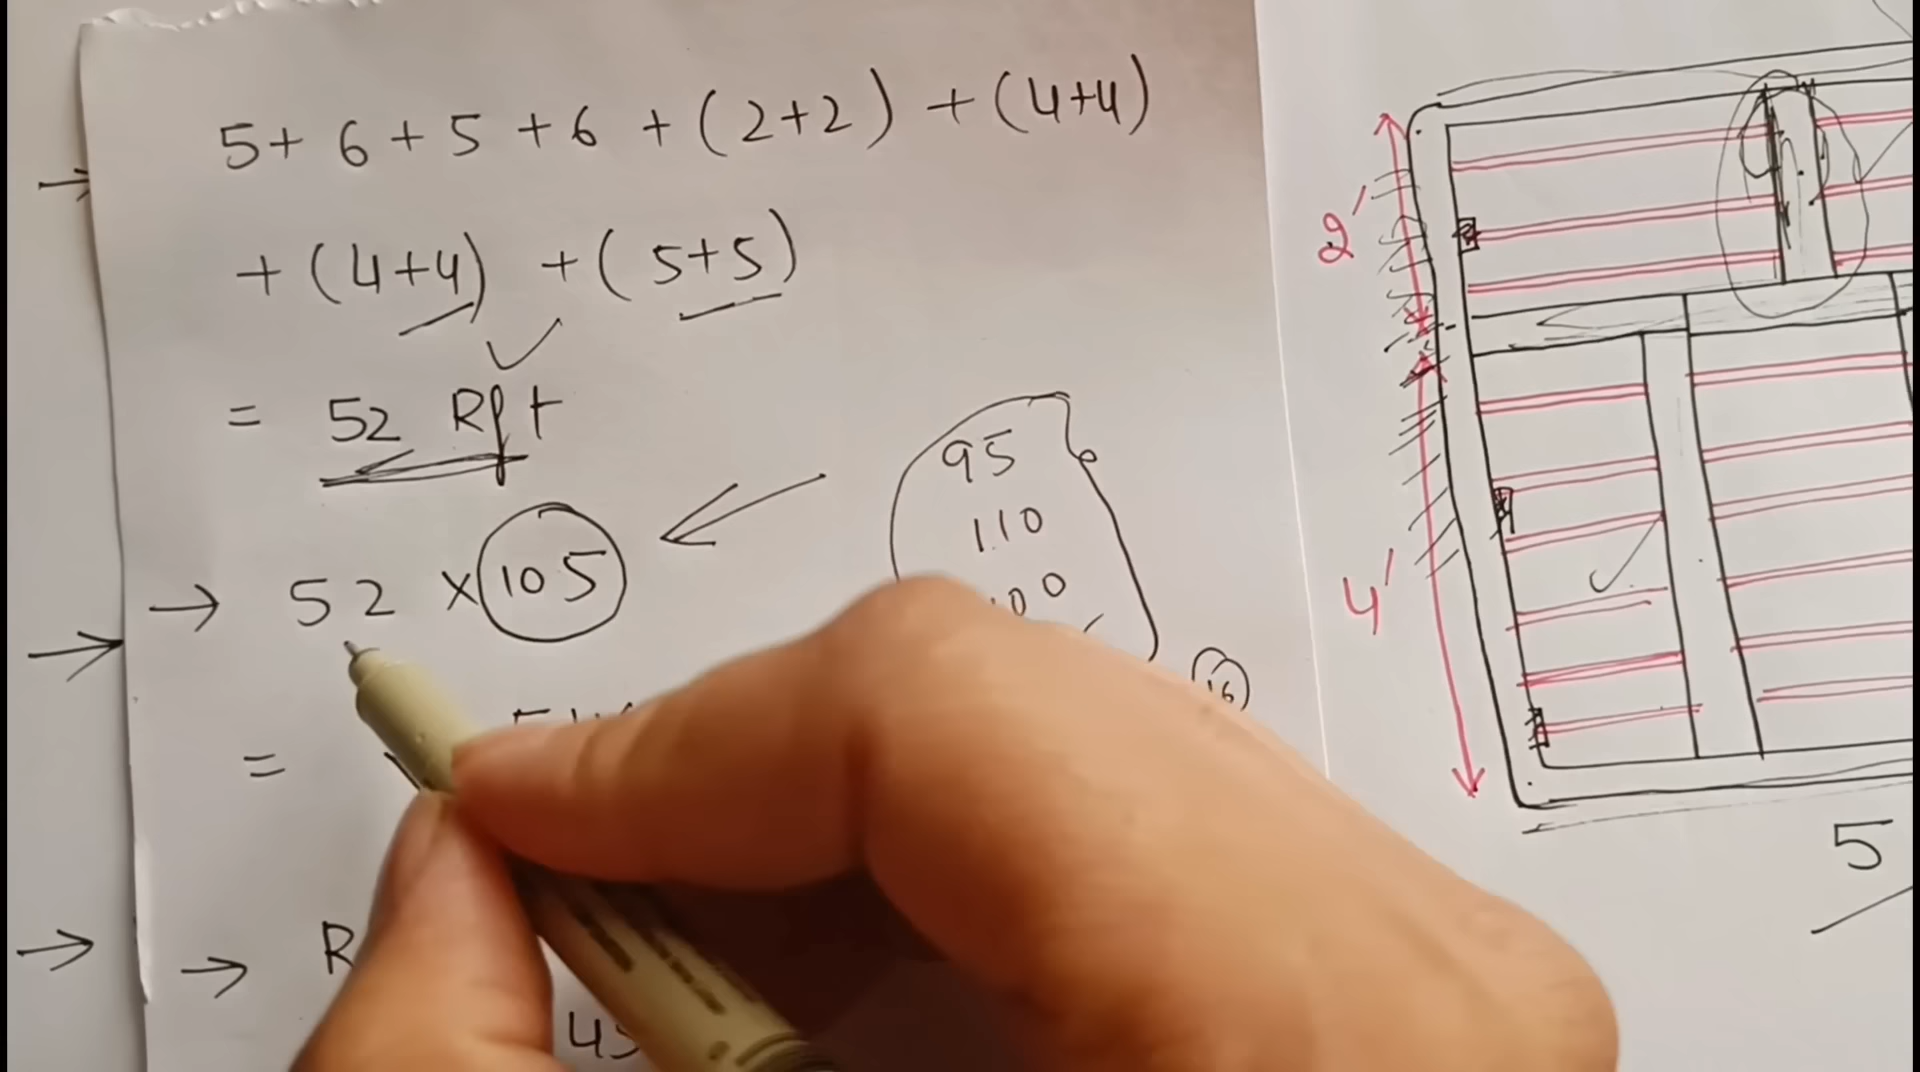 5+ 6 + 5 + 6 + (2+2) + (4+4)
+ (4+4) + (5+5)
= 52 Rft
→ 52 × 105
95
110
=
→ R
16
2'
4'
5